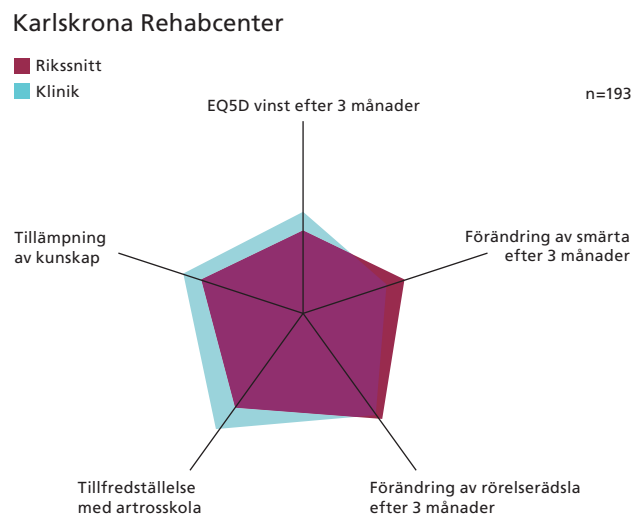 Karlskrona Rehabcenter
Rikssnitt
Klinik
n=193
EQ5D vinst efter 3 månader
Tillämpning
av kunskap
Förändring av smärta
efter 3 månader
Tillfredställelse
med artrosskola
Förändring av rörelserädsla
efter 3 månader